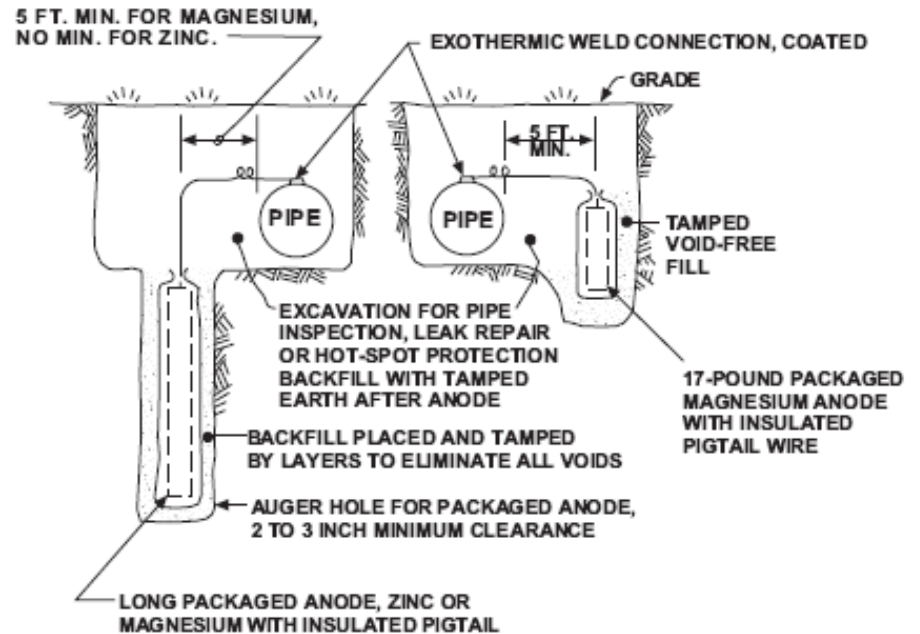 5 FT. MIN. FOR MAGNESIUM,
NO MIN. FOR ZINC.
EXOTHERMIC WELD CONNECTION, COATED
GRADE
5 FT.
MIN.
PIPE
PIPE
TAMPED
VOID-FREE
FILL
EXCAVATION FOR PIPE
INSPECTION, LEAK REPAIR
OR HOT-SPOT PROTECTION
BACKFILL WITH TAMPED
EARTH AFTER ANODE
17-POUND PACKAGED
MAGNESIUM ANODE
WITH INSULATED
PIGTAIL WIRE
BACKFILL PLACED AND TAMPED
BY LAYERS TO ELIMINATE ALL VOIDS
AUGER HOLE FOR PACKAGED ANODE,
2 TO 3 INCH MINIMUM CLEARANCE
LONG PACKAGED ANODE, ZINC OR
MAGNESIUM WITH INSULATED PIGTAIL